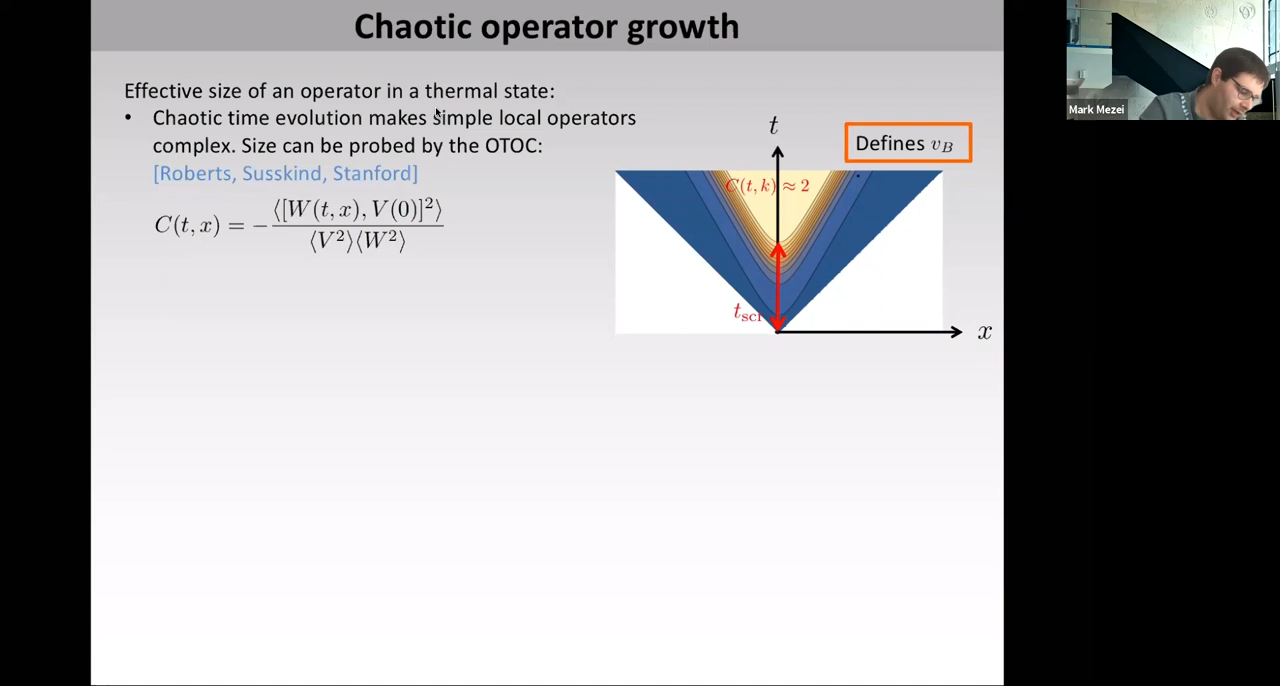 Chaotic operator growth
Effective size of an operator in a thermal state:
• Chaotic time evolution makes simple local operators
complex. Size can be probed by the OTOC:
[Roberts, Susskind, Stanford]
C(t, x) = − ⟨[W(t, x), V(0)]²⟩ / ⟨V²⟩⟨W²⟩
t
Defines v_B
C(t, k) ≈ 2
t_scr
x
Mark Mezei